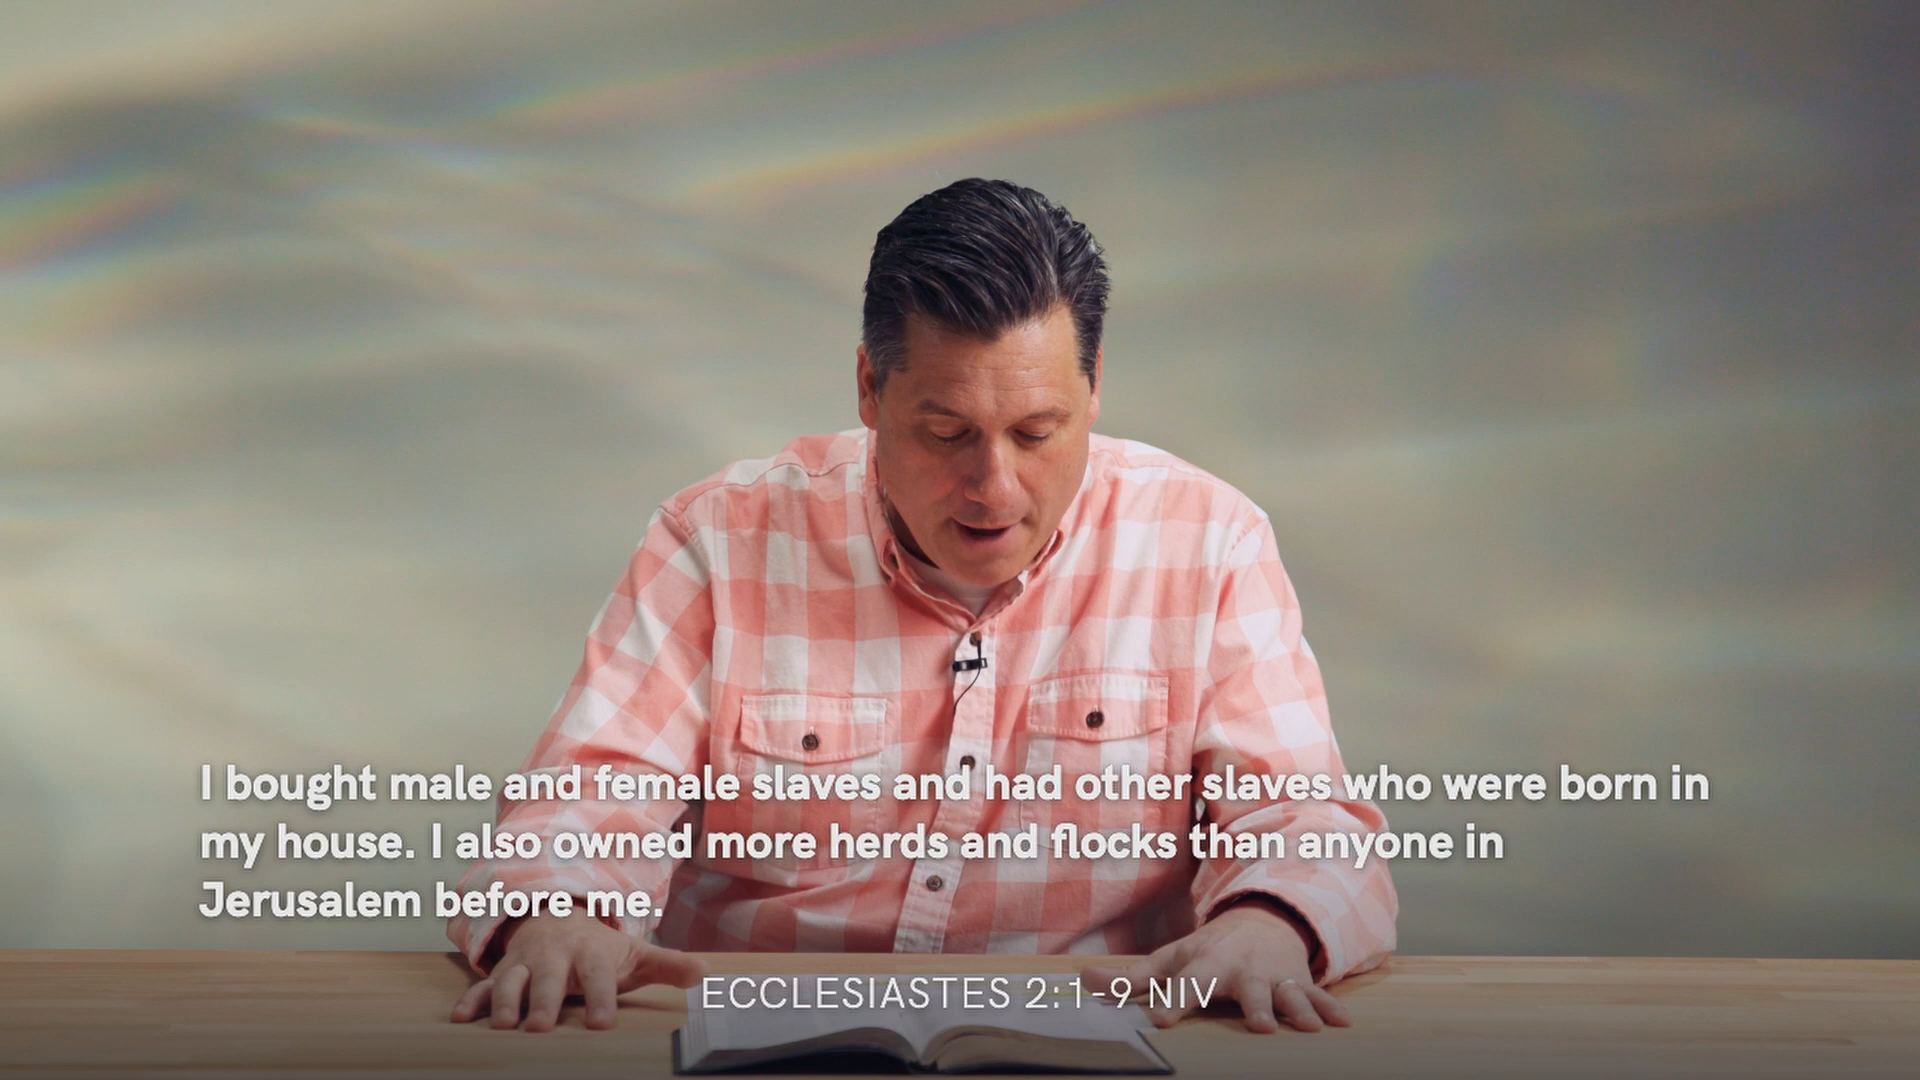 I bought male and female slaves and had other slaves who were born in
my house. I also owned more herds and flocks than anyone in
Jerusalem before me.
ECCLESIASTES 2:1-9 NIV